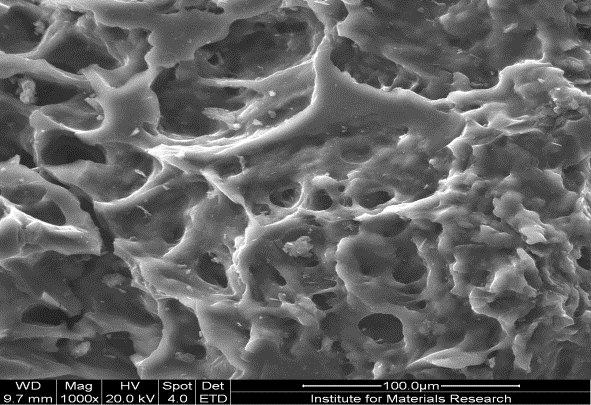 WD Mag HV Spot Det 100.0µm
9.7 mm 1000x 20.0 kV 4.0 ETD Institute for Materials Research